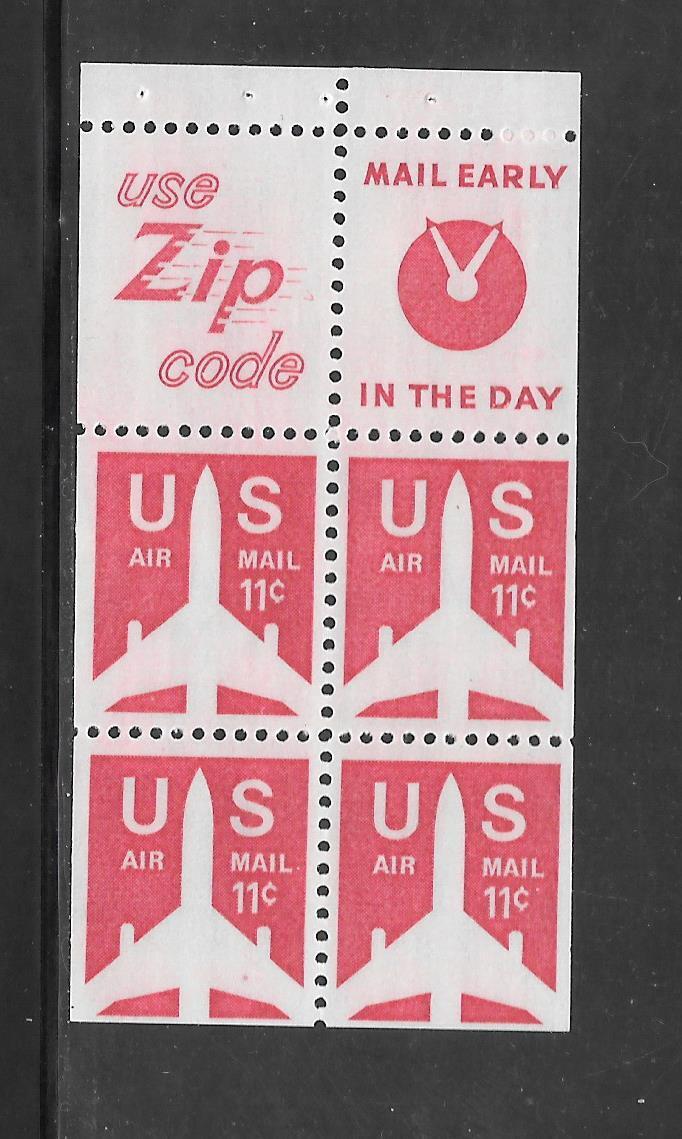 use
Zip
code
MAIL EARLY
IN THE DAY
U S
AIR MAIL
11¢
U S
AIR MAIL
11¢
U S
AIR MAIL
11¢
U S
AIR MAIL
11¢